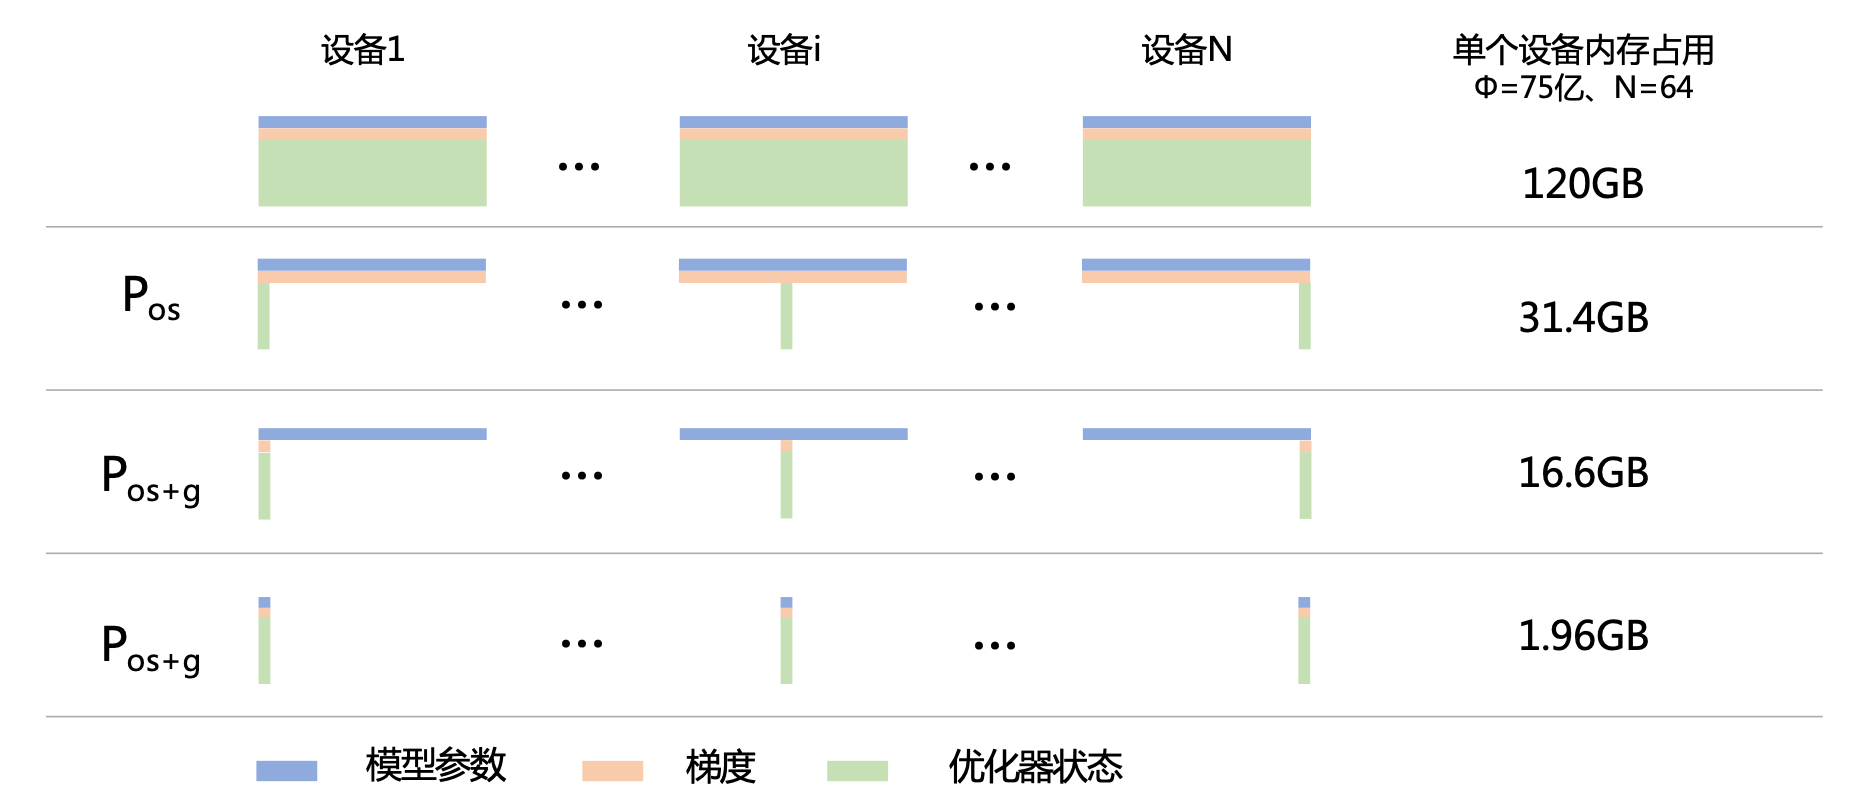 设备1 设备i 设备N 单个设备内存占用
Φ=75亿、N=64
... ... 120GB
Pos ... ... 31.4GB
Pos+g ... ... 16.6GB
Pos+g ... ... 1.96GB
模型参数 梯度 优化器状态